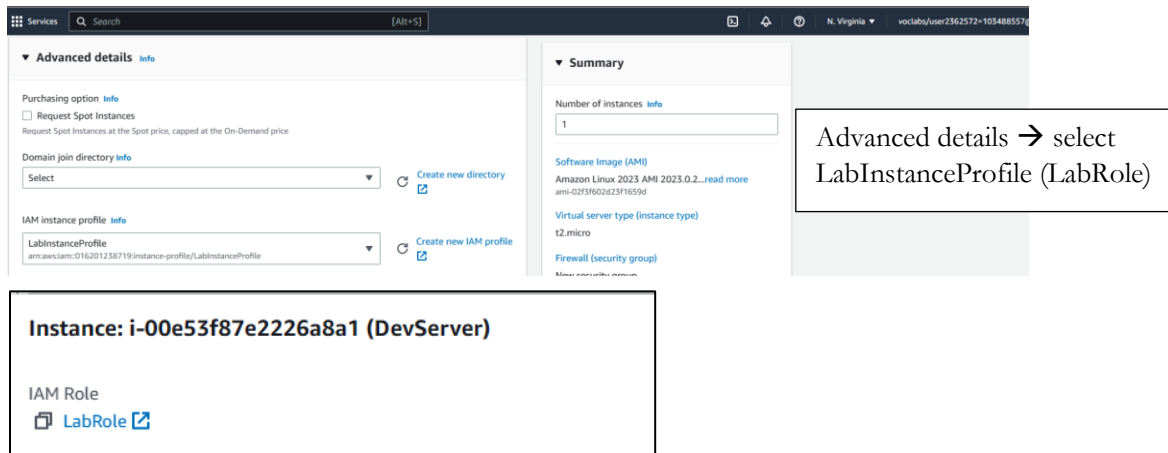 Services Search [Alt+S] N. Virginia ▼ voclabs/user2362572=103488557@
▼ Advanced details Info
Purchasing option Info
Request Spot Instances
Request Spot Instances at the Spot price, capped at the On-Demand price
Domain join directory Info
Select
Create new directory
IAM instance profile Info
LabInstanceProfile
arn:aws:iam::016201238719:instance-profile/LabInstanceProfile
Create new IAM profile
▼ Summary
Number of instances Info
1
Software Image (AMI)
Amazon Linux 2023 AMI 2023.0.2...read more
ami-02f3f602d23f1659d
Virtual server type (instance type)
t2.micro
Firewall (security group)
New security group
Advanced details → select
LabInstanceProfile (LabRole)
Instance: i-00e53f87e2226a8a1 (DevServer)
IAM Role
LabRole